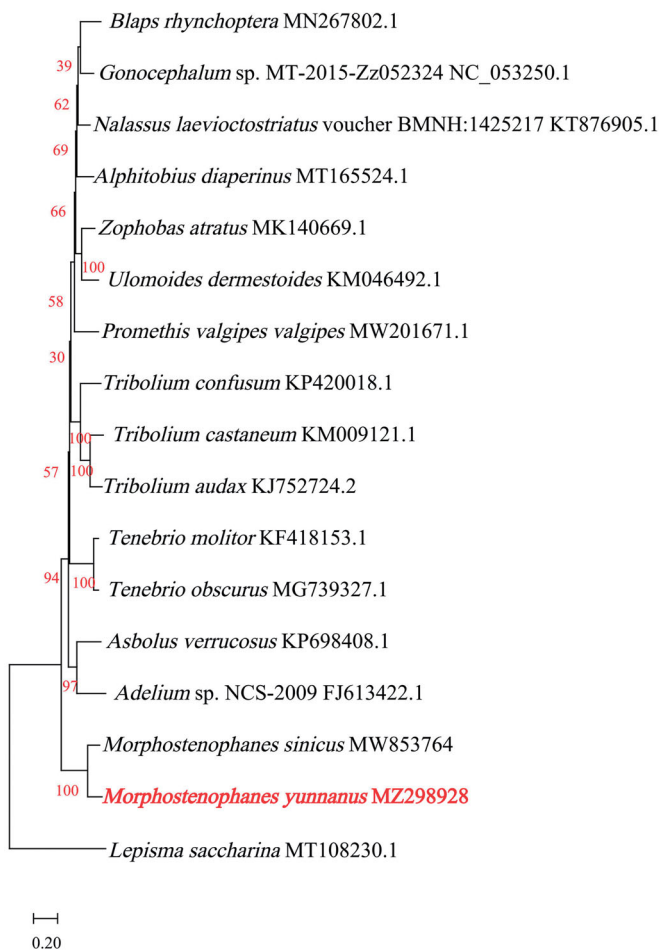 Blaps rhynchoptera MN267802.1
39
Gonocephalum sp. MT-2015-Zz052324 NC_053250.1
62
Nalassus laevioctostriatus voucher BMNH:1425217 KT876905.1
69
Alphitobius diaperinus MT165524.1
66
Zophobas atratus MK140669.1
100
Ulomoides dermestoides KM046492.1
58
Promethis valgipes valgipes MW201671.1
30
Tribolium confusum KP420018.1
100
Tribolium castaneum KM009121.1
100
57
Tribolium audax KJ752724.2
Tenebrio molitor KF418153.1
94
100
Tenebrio obscurus MG739327.1
Asbolus verrucosus KP698408.1
97
Adelium sp. NCS-2009 FJ613422.1
Morphostenophanes sinicus MW853764
100
Morphostenophanes yunnanus MZ298928
Lepisma saccharina MT108230.1
0.20